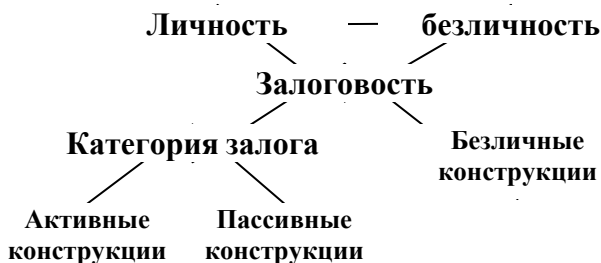 Личность — безличность
Залоговость
Категория залога
Безличные
конструкции
Активные
конструкции
Пассивные
конструкции